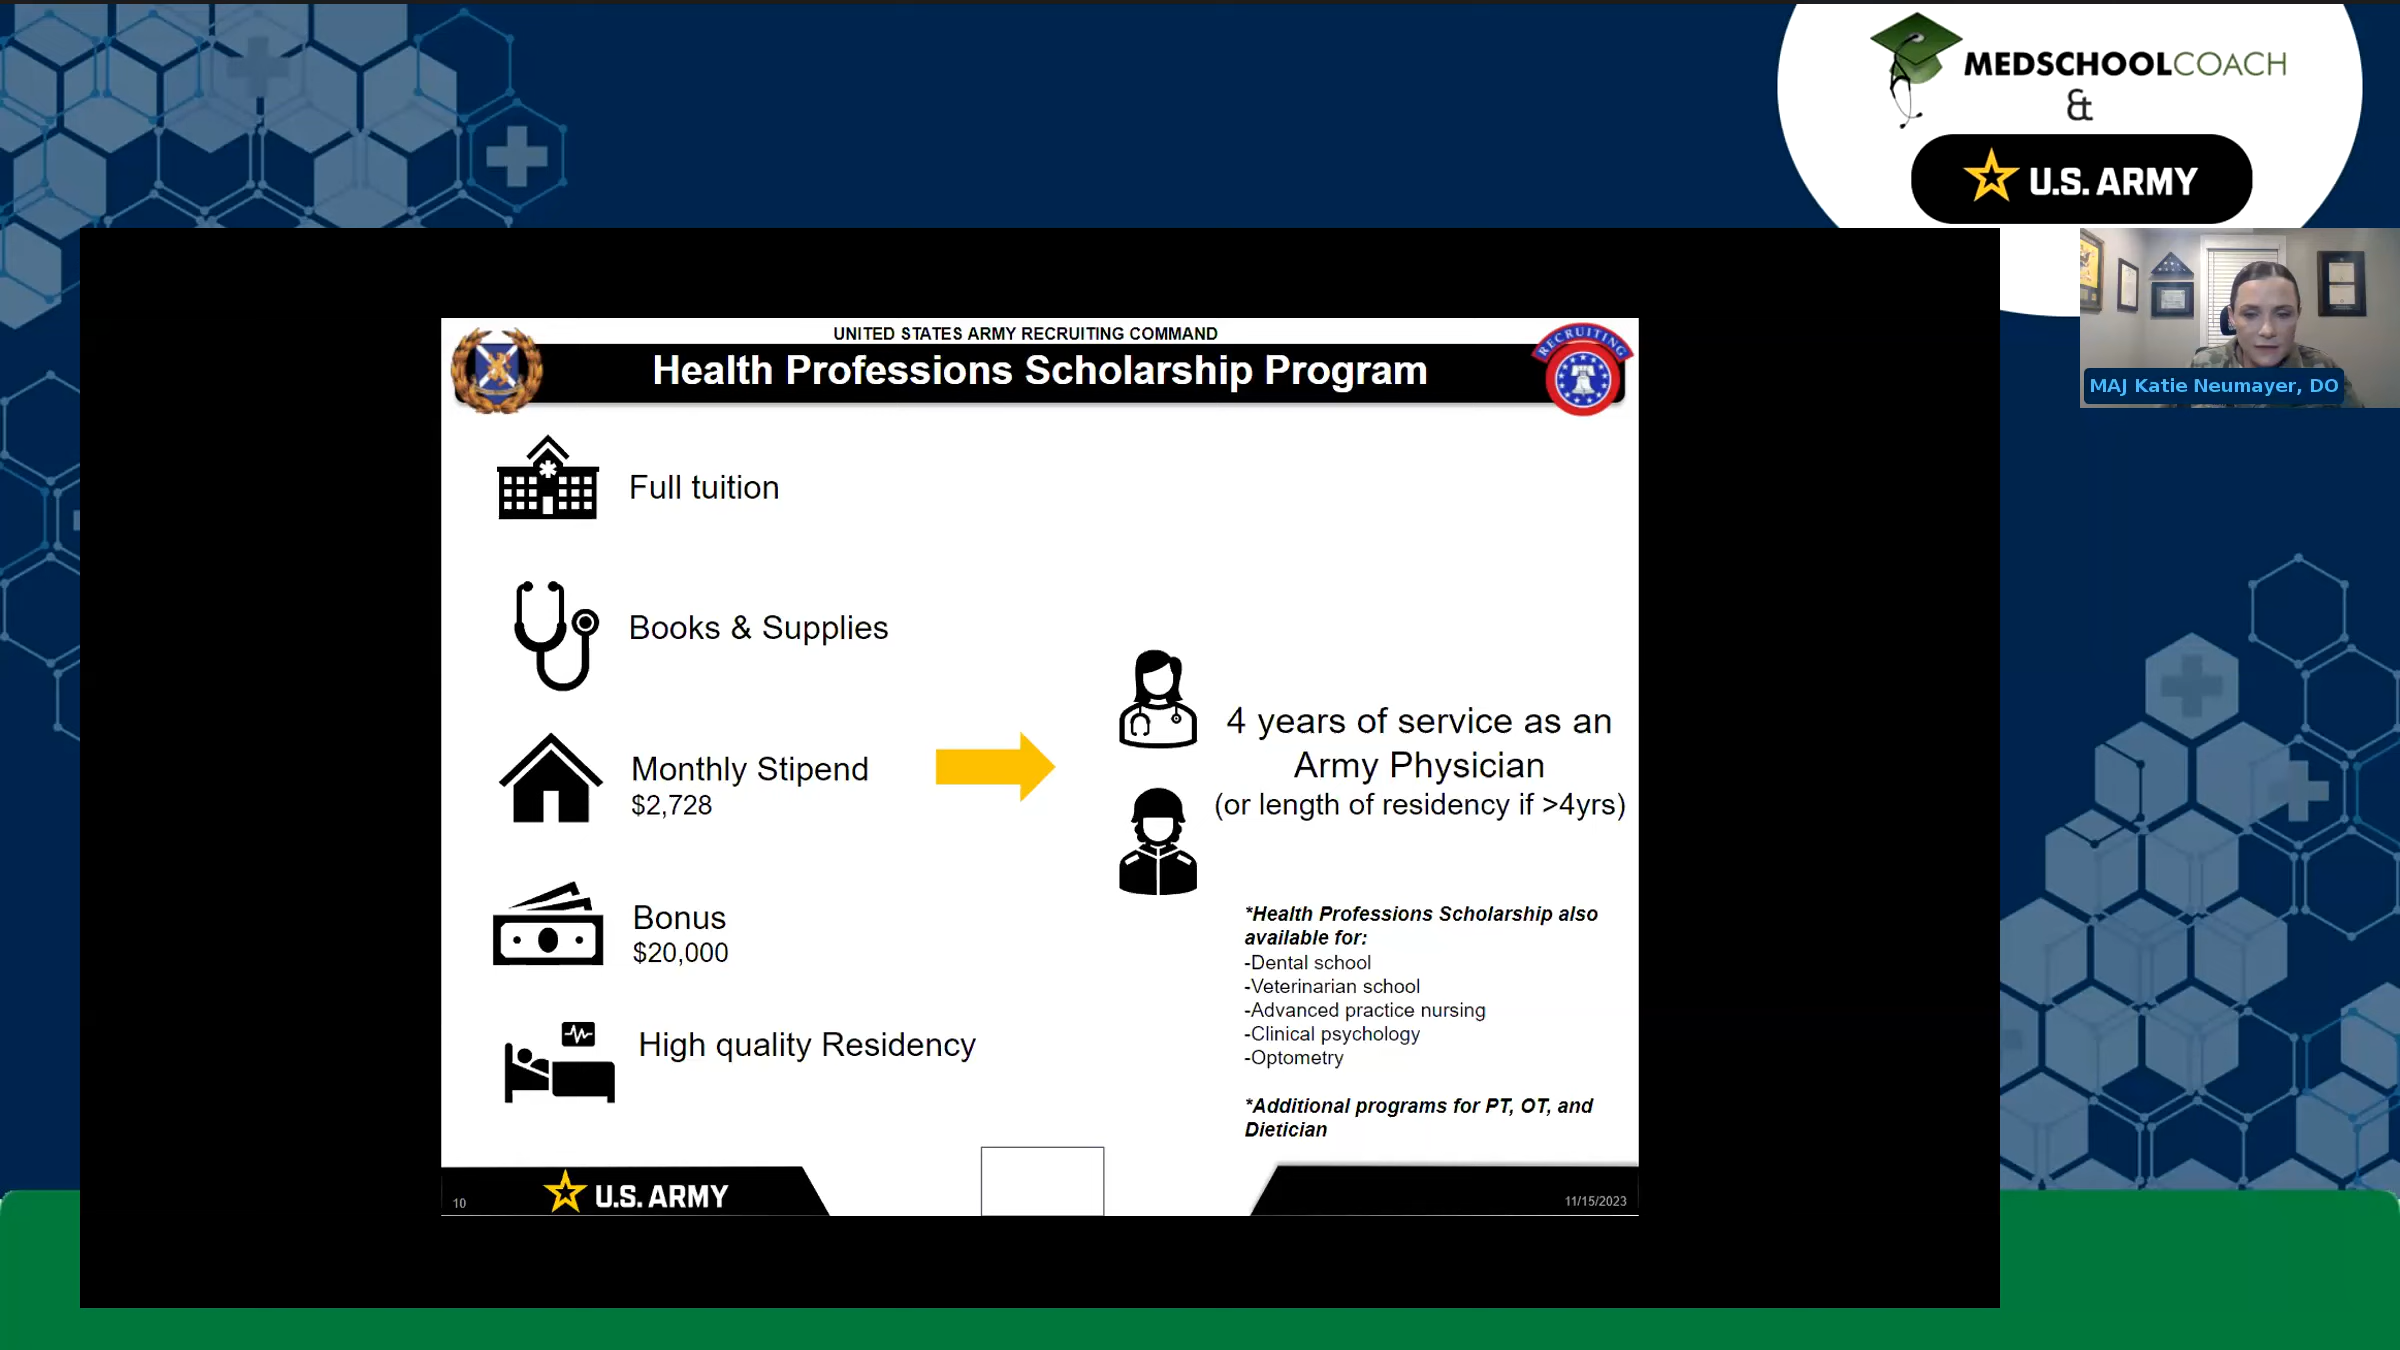 MEDSCHOOLCOACH
&
U.S. ARMY
MAJ Katie Neumayer, DO
UNITED STATES ARMY RECRUITING COMMAND
Health Professions Scholarship Program
RECRUITING
Full tuition
Books & Supplies
Monthly Stipend
$2,728
Bonus
$20,000
High quality Residency
4 years of service as an
Army Physician
(or length of residency if >4yrs)
*Health Professions Scholarship also
available for:
-Dental school
-Veterinarian school
-Advanced practice nursing
-Clinical psychology
-Optometry
*Additional programs for PT, OT, and
Dietician
10
U.S. ARMY
11/15/2023